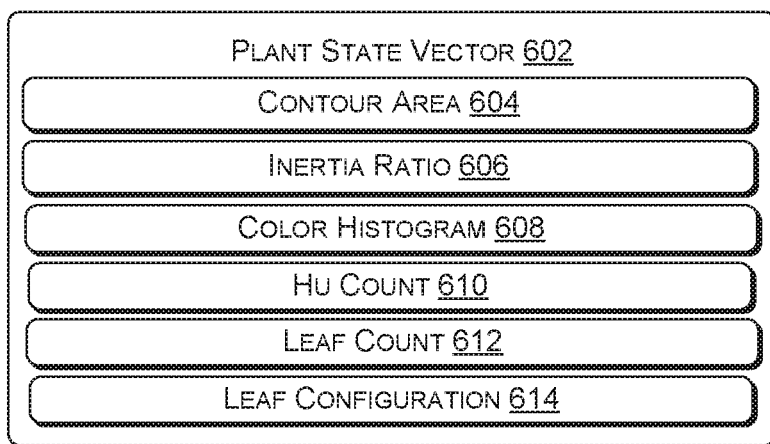 PLANT STATE VECTOR 602
CONTOUR AREA 604
INERTIA RATIO 606
COLOR HISTOGRAM 608
HU COUNT 610
LEAF COUNT 612
LEAF CONFIGURATION 614